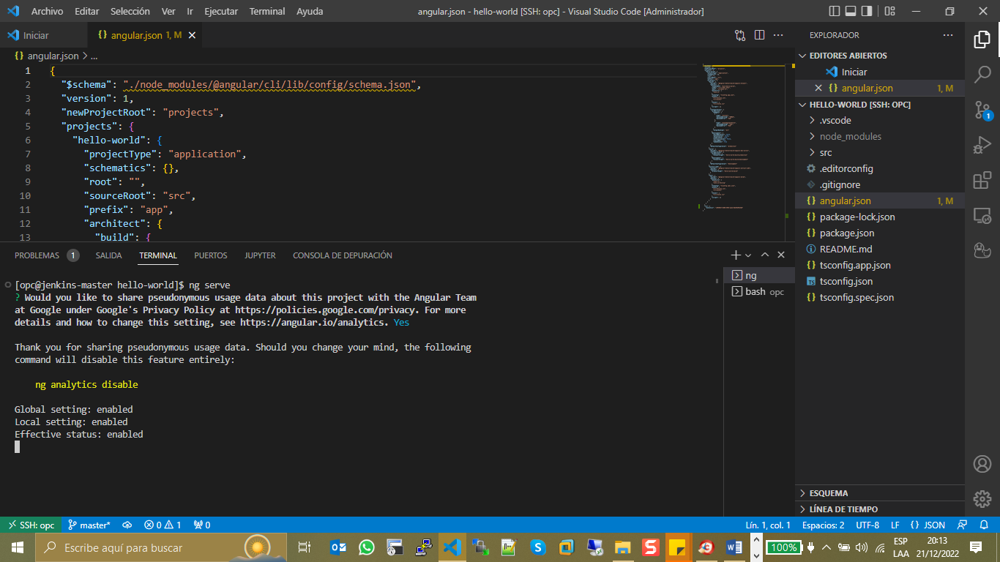 Archivo Editar Selección Ver Ir Ejecutar Terminal Ayuda
angular.json - hello-world [SSH: opc] - Visual Studio Code [Administrador]
Iniciar
{} angular.json 1, M
{} angular.json > ...
1 {
2 "$schema": "./node_modules/@angular/cli/lib/config/schema.json",
3 "version": 1,
4 "newProjectRoot": "projects",
5 "projects": {
6 "hello-world": {
7 "projectType": "application",
8 "schematics": {},
9 "root": "",
10 "sourceRoot": "src",
11 "prefix": "app",
12 "architect": {
13 "build": {
PROBLEMAS 1 SALIDA TERMINAL PUERTOS JUPYTER CONSOLA DE DEPURACIÓN
[opc@jenkins-master hello-world]$ ng serve
? Would you like to share pseudonymous usage data about this project with the Angular Team
at Google under Google's Privacy Policy at https://policies.google.com/privacy. For more
details and how to change this setting, see https://angular.io/analytics. Yes
Thank you for sharing pseudonymous usage data. Should you change your mind, the following
command will disable this feature entirely:
ng analytics disable
Global setting: enabled
Local setting: enabled
Effective status: enabled
ng
bash opc
EXPLORADOR
EDITORES ABIERTOS
Iniciar
{} angular.json 1, M
HELLO-WORLD [SSH: OPC]
.vscode
node_modules
src
.editorconfig
.gitignore
{} angular.json 1, M
{} package-lock.json
{} package.json
README.md
{} tsconfig.app.json
TS tsconfig.json
{} tsconfig.spec.json
ESQUEMA
LÍNEA DE TIEMPO
1
SSH: opc master* 0 1 0
Lín. 1, col. 1 Espacios: 2 UTF-8 LF {} JSON
Escribe aquí para buscar
100%
ESP
LAA
20:13
21/12/2022